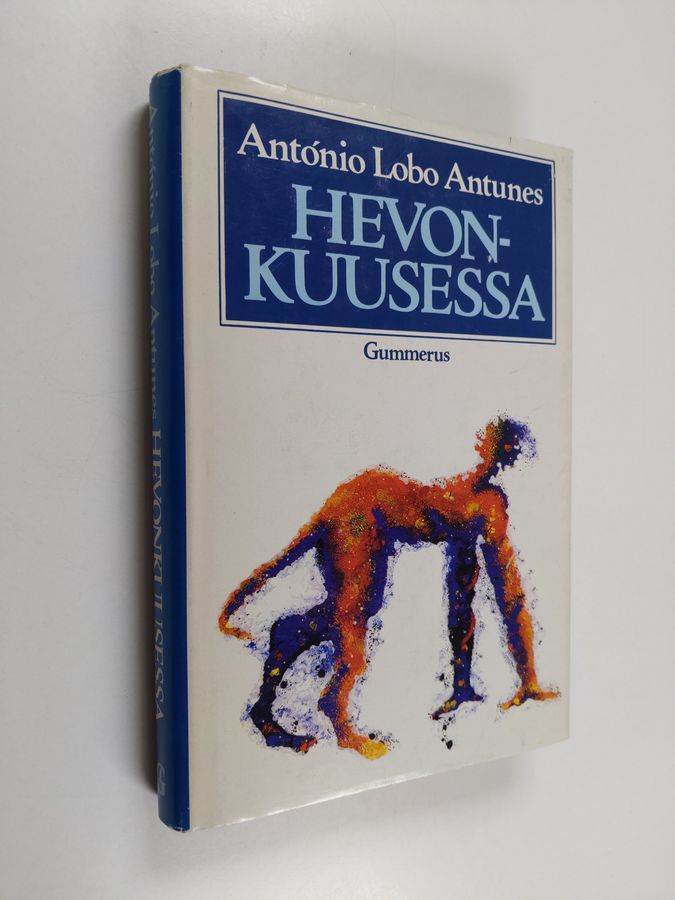 António Lobo Antunes
HEVON-
KUUSESSA
Gummerus
António Lobo Antunes HEVONKUUSESSA